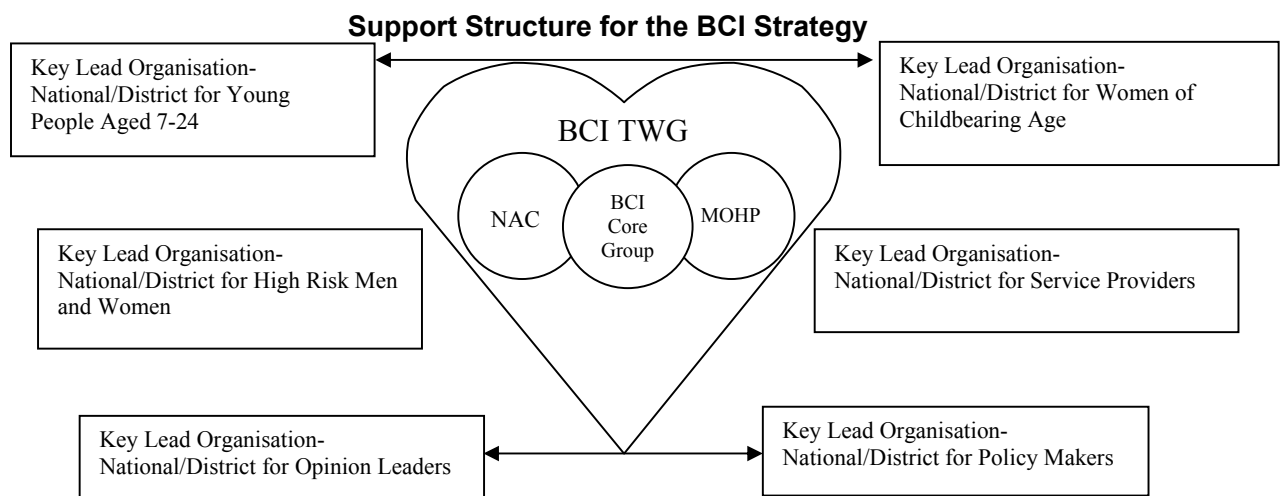 Support Structure for the BCI Strategy
Key Lead Organisation-
National/District for Young
People Aged 7-24
Key Lead Organisation-
National/District for Women of
Childbearing Age
BCI TWG
NAC
BCI
Core
Group
MOHP
Key Lead Organisation-
National/District for High Risk Men
and Women
Key Lead Organisation-
National/District for Service Providers
Key Lead Organisation-
National/District for Opinion Leaders
Key Lead Organisation-
National/District for Policy Makers